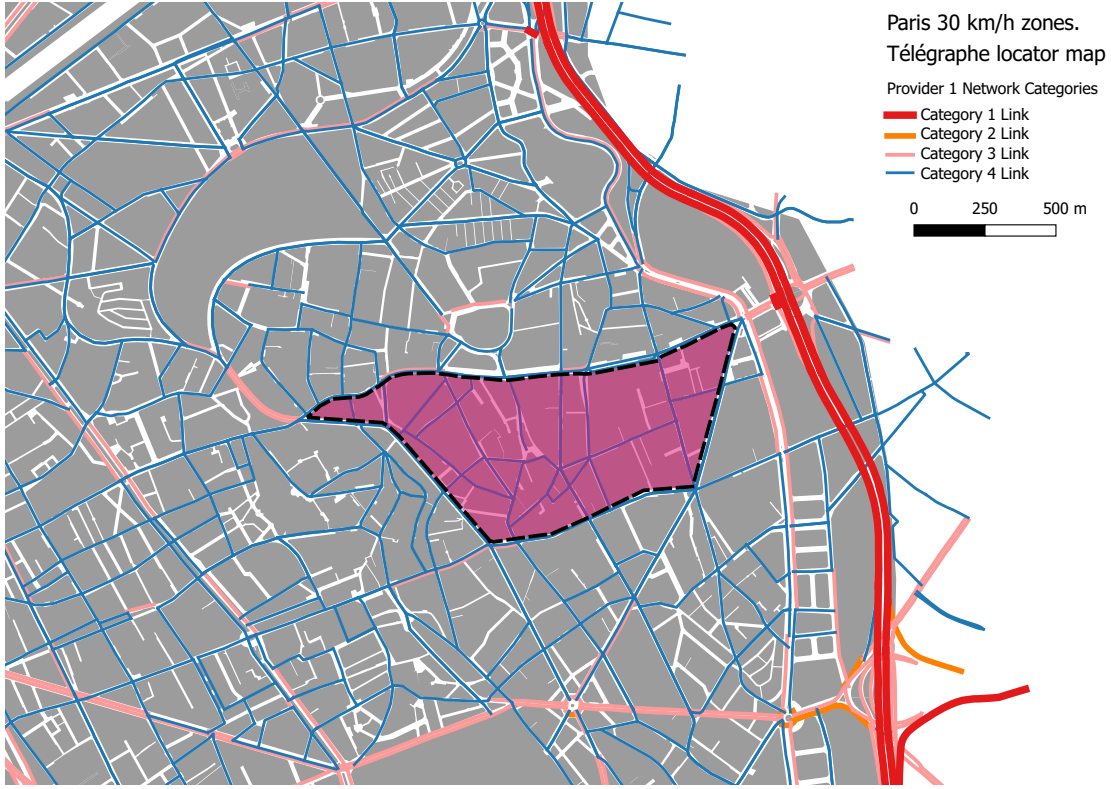 Paris 30 km/h zones.
Télégraphe locator map
Provider 1 Network Categories
Category 1 Link
Category 2 Link
Category 3 Link
Category 4 Link
0 250 500 m